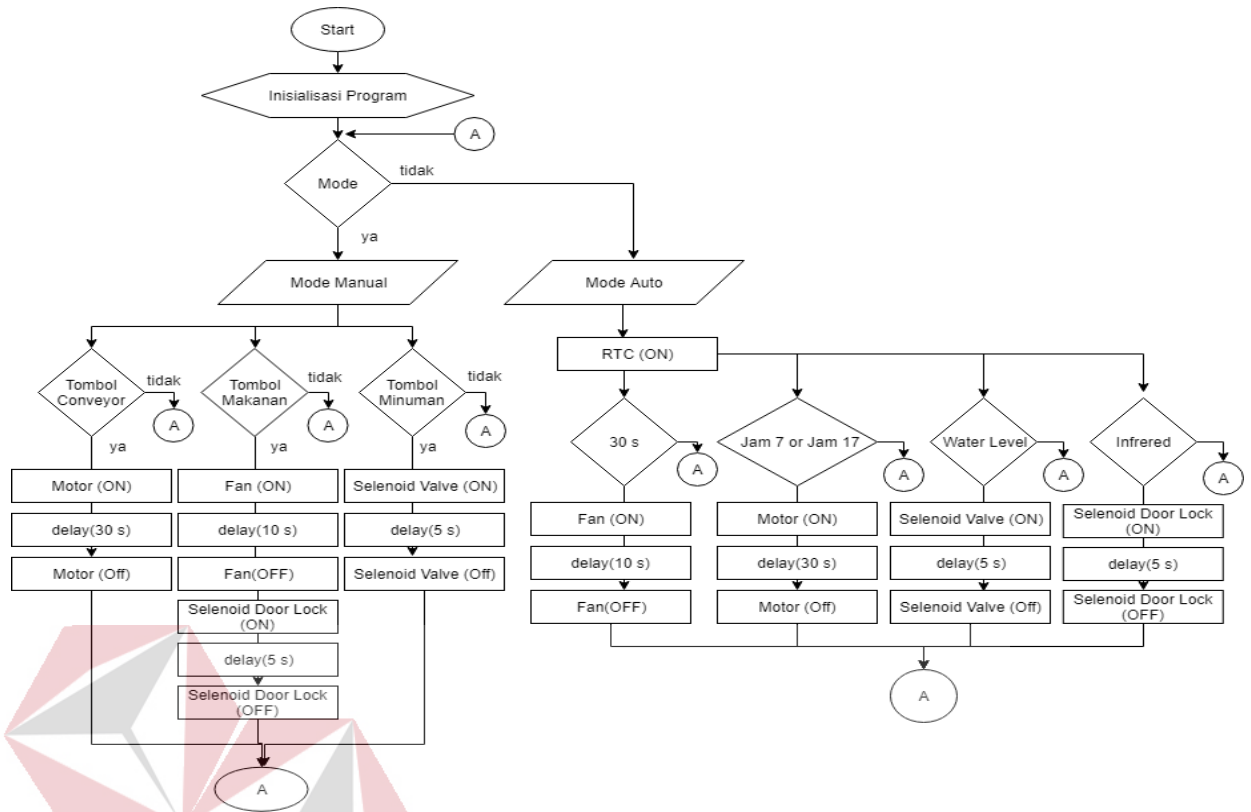 Start
Inisialisasi Program
A
Mode
tidak
ya
Mode Manual
Mode Auto
RTC (ON)
Tombol
Conveyor
tidak
A
ya
Tombol
Makanan
tidak
A
ya
Tombol
Minuman
tidak
A
ya
Motor (ON)
delay(30 s)
Motor (Off)
Fan (ON)
delay(10 s)
Fan(OFF)
Selenoid Door Lock
(ON)
delay(5 s)
Selenoid Door Lock
(OFF)
Selenoid Valve (ON)
delay(5 s)
Selenoid Valve (Off)
A
30 s
A
Jam 7 or Jam 17
A
Water Level
A
Infrered
A
Fan (ON)
delay(10 s)
Fan(OFF)
Motor (ON)
delay(30 s)
Motor (Off)
Selenoid Valve (ON)
delay(5 s)
Selenoid Valve (Off)
Selenoid Door Lock
(ON)
delay(5 s)
Selenoid Door Lock
(OFF)
A